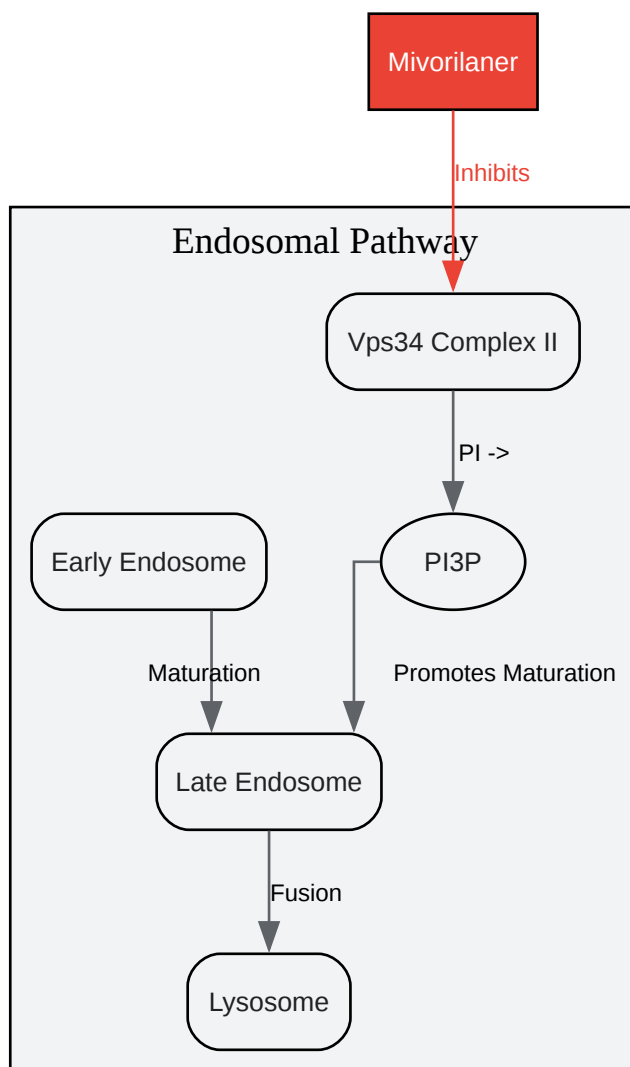 Mivorilaner
Inhibits
Endosomal Pathway
Vps34 Complex II
PI ->
Early Endosome
PI3P
Maturation
Promotes Maturation
Late Endosome
Fusion
Lysosome